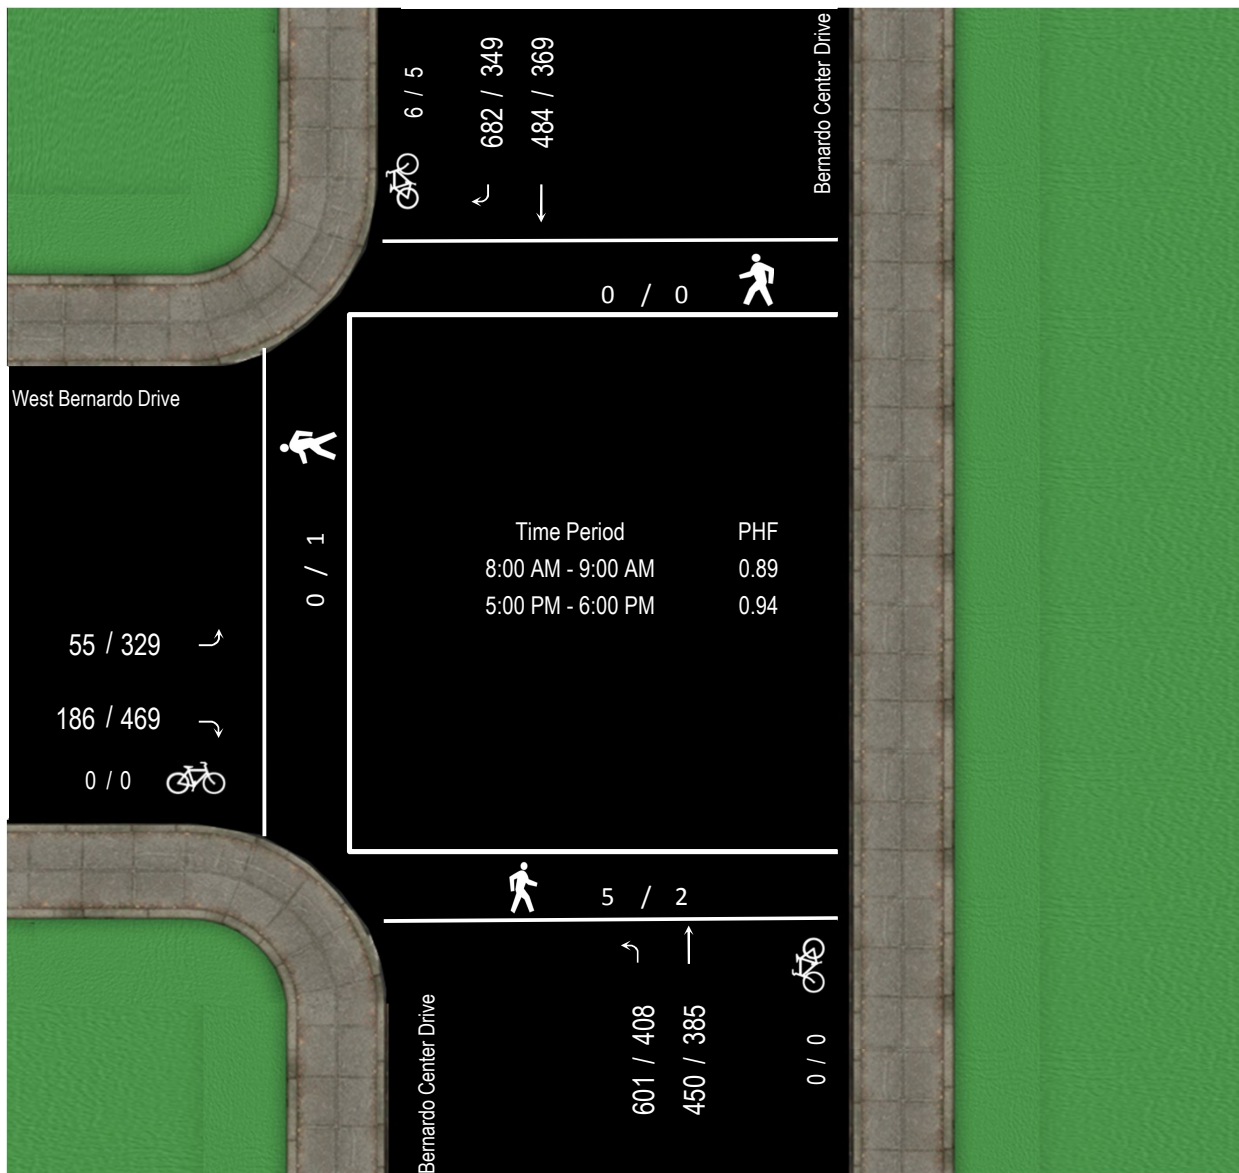 6 / 5
682 / 349
484 / 369
Bernardo Center Drive
0 / 0
West Bernardo Drive
0 / 1
Time Period PHF
8:00 AM - 9:00 AM 0.89
5:00 PM - 6:00 PM 0.94
55 / 329
186 / 469
0 / 0
5 / 2
Bernardo Center Drive
601 / 408
450 / 385
0 / 0